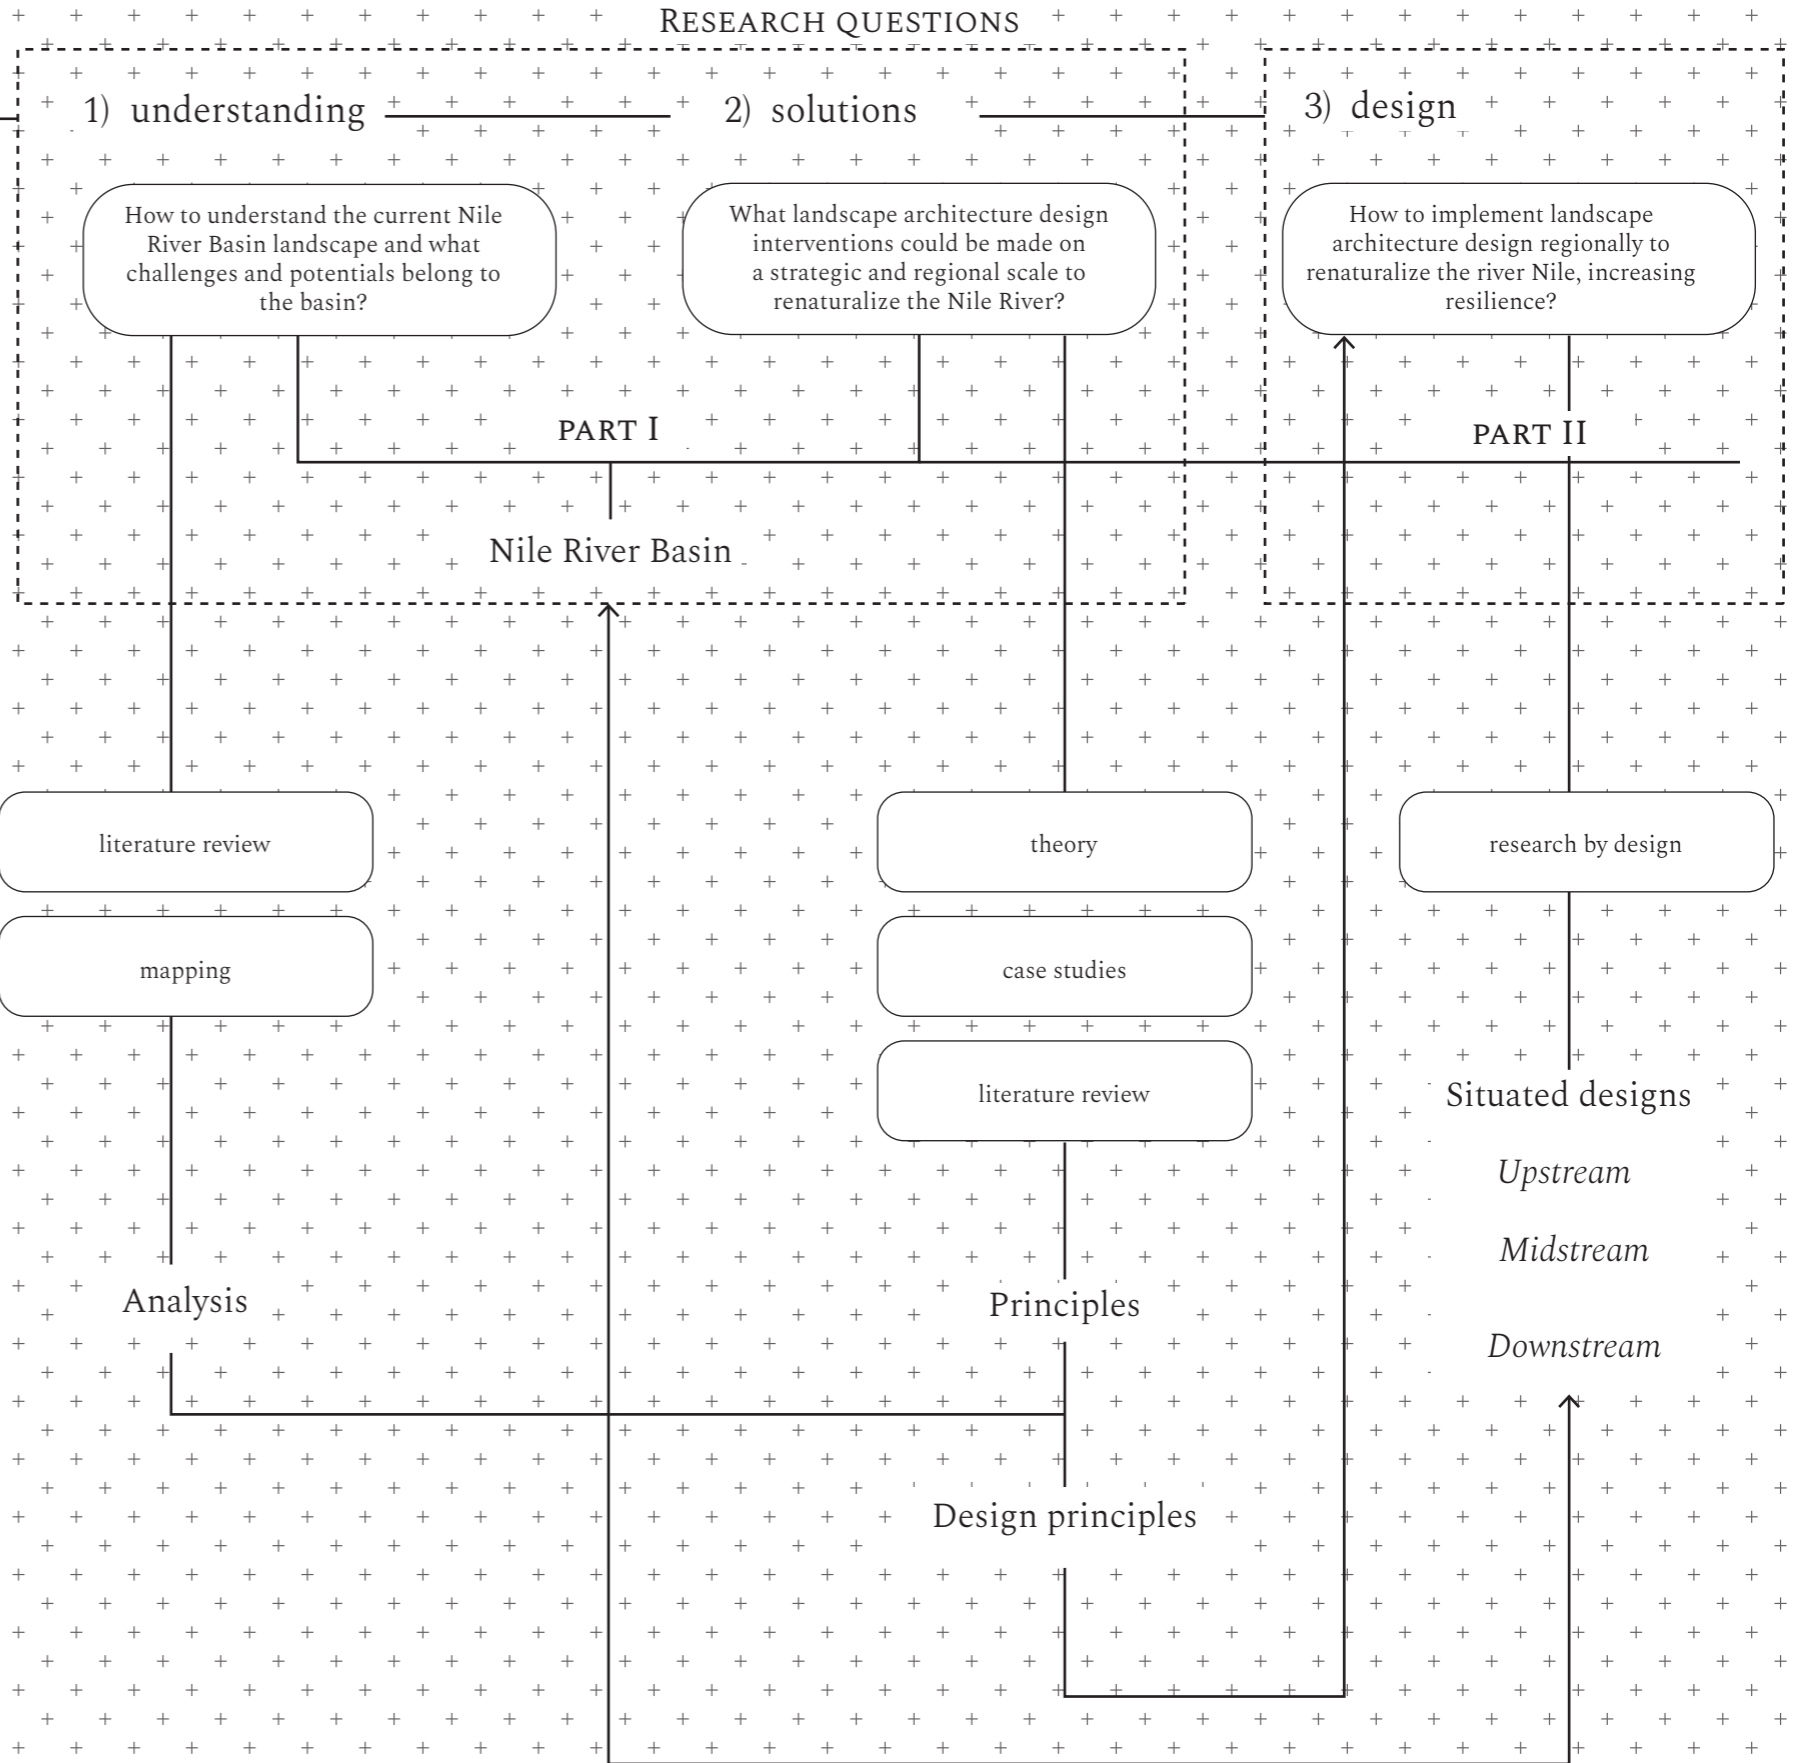 RESEARCH QUESTIONS
1) understanding
2) solutions
3) design
How to understand the current Nile
River Basin landscape and what
challenges and potentials belong to
the basin?
What landscape architecture design
interventions could be made on
a strategic and regional scale to
renaturalize the Nile River?
How to implement landscape
architecture design regionally to
renaturalize the river Nile, increasing
resilience?
PART I
PART II
Nile River Basin
literature review
mapping
theory
case studies
literature review
research by design
Situated designs
Upstream
Midstream
Downstream
Analysis
Principles
Design principles